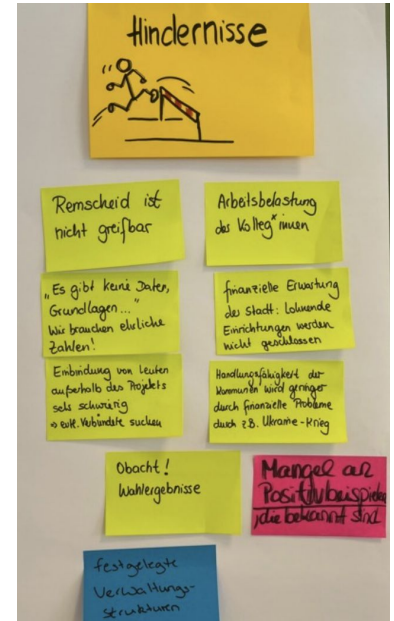 Hindernisse
Remscheid ist
nicht greifbar
Arbeitsbelastung
des Kolleg*innen
„Es gibt keine Daten,
Grundlagen..."
Wir brauchen ehrliche
Zahlen!
finanzielle Erwartung
der Stadt: Lohnende
Einrichtungen werden
nicht geschlossen
Einbindung von Leuten
außerhalb des Projekts
sehr schwierig
⇒ evtl. Verbündete suchen
Handlungsfähigkeit der
Kommunen wird geringer
durch finanzielle Probleme
durch z.B. Ukraine-Krieg
Obacht!
Wahlergebnisse
Mangel an
Positivbeispielen
, die bekannt sind
festgelegte
Verwaltungs-
strukturen